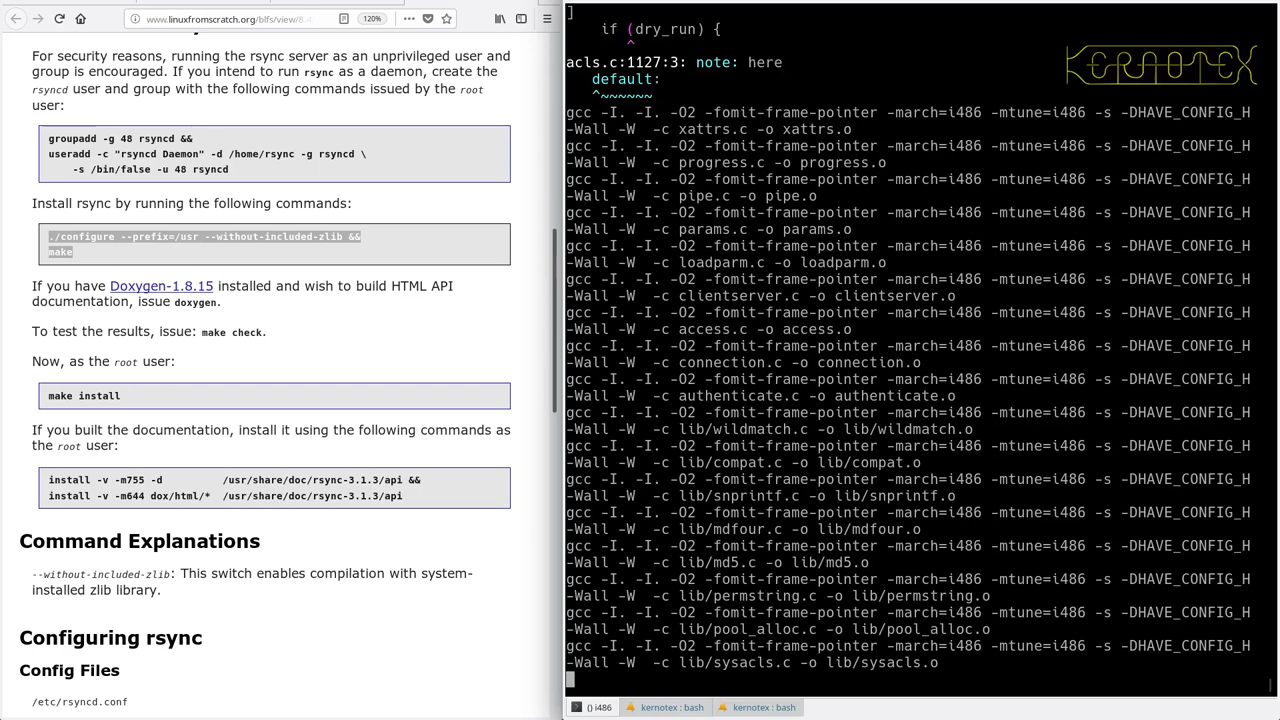 www.linuxfromscratch.org/blfs/view/8.
120%
For security reasons, running the rsync server as an unprivileged user and
group is encouraged. If you intend to run rsync as a daemon, create the
rsyncd user and group with the following commands issued by the root
user:
groupadd -g 48 rsyncd &&
useradd -c "rsyncd Daemon" -d /home/rsync -g rsyncd \
-s /bin/false -u 48 rsyncd
Install rsync by running the following commands:
./configure --prefix=/usr --without-included-zlib &&
make
If you have Doxygen-1.8.15 installed and wish to build HTML API
documentation, issue doxygen.
To test the results, issue: make check.
Now, as the root user:
make install
If you built the documentation, install it using the following commands as
the root user:
install -v -m755 -d /usr/share/doc/rsync-3.1.3/api &&
install -v -m644 dox/html/* /usr/share/doc/rsync-3.1.3/api
Command Explanations
--without-included-zlib: This switch enables compilation with system-
installed zlib library.
Configuring rsync
Config Files
/etc/rsyncd.conf
]
if (dry_run) {
^
acls.c:1127:3: note: here
default:
^~~~~~~
KERNOTEX
gcc -I. -I. -O2 -fomit-frame-pointer -march=i486 -mtune=i486 -s -DHAVE_CONFIG_H
-Wall -W -c xattrs.c -o xattrs.o
gcc -I. -I. -O2 -fomit-frame-pointer -march=i486 -mtune=i486 -s -DHAVE_CONFIG_H
-Wall -W -c progress.c -o progress.o
gcc -I. -I. -O2 -fomit-frame-pointer -march=i486 -mtune=i486 -s -DHAVE_CONFIG_H
-Wall -W -c pipe.c -o pipe.o
gcc -I. -I. -O2 -fomit-frame-pointer -march=i486 -mtune=i486 -s -DHAVE_CONFIG_H
-Wall -W -c params.c -o params.o
gcc -I. -I. -O2 -fomit-frame-pointer -march=i486 -mtune=i486 -s -DHAVE_CONFIG_H
-Wall -W -c loadparm.c -o loadparm.o
gcc -I. -I. -O2 -fomit-frame-pointer -march=i486 -mtune=i486 -s -DHAVE_CONFIG_H
-Wall -W -c clientserver.c -o clientserver.o
gcc -I. -I. -O2 -fomit-frame-pointer -march=i486 -mtune=i486 -s -DHAVE_CONFIG_H
-Wall -W -c access.c -o access.o
gcc -I. -I. -O2 -fomit-frame-pointer -march=i486 -mtune=i486 -s -DHAVE_CONFIG_H
-Wall -W -c connection.c -o connection.o
gcc -I. -I. -O2 -fomit-frame-pointer -march=i486 -mtune=i486 -s -DHAVE_CONFIG_H
-Wall -W -c authenticate.c -o authenticate.o
gcc -I. -I. -O2 -fomit-frame-pointer -march=i486 -mtune=i486 -s -DHAVE_CONFIG_H
-Wall -W -c lib/wildmatch.c -o lib/wildmatch.o
gcc -I. -I. -O2 -fomit-frame-pointer -march=i486 -mtune=i486 -s -DHAVE_CONFIG_H
-Wall -W -c lib/compat.c -o lib/compat.o
gcc -I. -I. -O2 -fomit-frame-pointer -march=i486 -mtune=i486 -s -DHAVE_CONFIG_H
-Wall -W -c lib/snprintf.c -o lib/snprintf.o
gcc -I. -I. -O2 -fomit-frame-pointer -march=i486 -mtune=i486 -s -DHAVE_CONFIG_H
-Wall -W -c lib/mdfour.c -o lib/mdfour.o
gcc -I. -I. -O2 -fomit-frame-pointer -march=i486 -mtune=i486 -s -DHAVE_CONFIG_H
-Wall -W -c lib/md5.c -o lib/md5.o
gcc -I. -I. -O2 -fomit-frame-pointer -march=i486 -mtune=i486 -s -DHAVE_CONFIG_H
-Wall -W -c lib/permstring.c -o lib/permstring.o
gcc -I. -I. -O2 -fomit-frame-pointer -march=i486 -mtune=i486 -s -DHAVE_CONFIG_H
-Wall -W -c lib/pool_alloc.c -o lib/pool_alloc.o
gcc -I. -I. -O2 -fomit-frame-pointer -march=i486 -mtune=i486 -s -DHAVE_CONFIG_H
-Wall -W -c lib/sysacls.c -o lib/sysacls.o
() i486
kernotex : bash
kernotex : bash